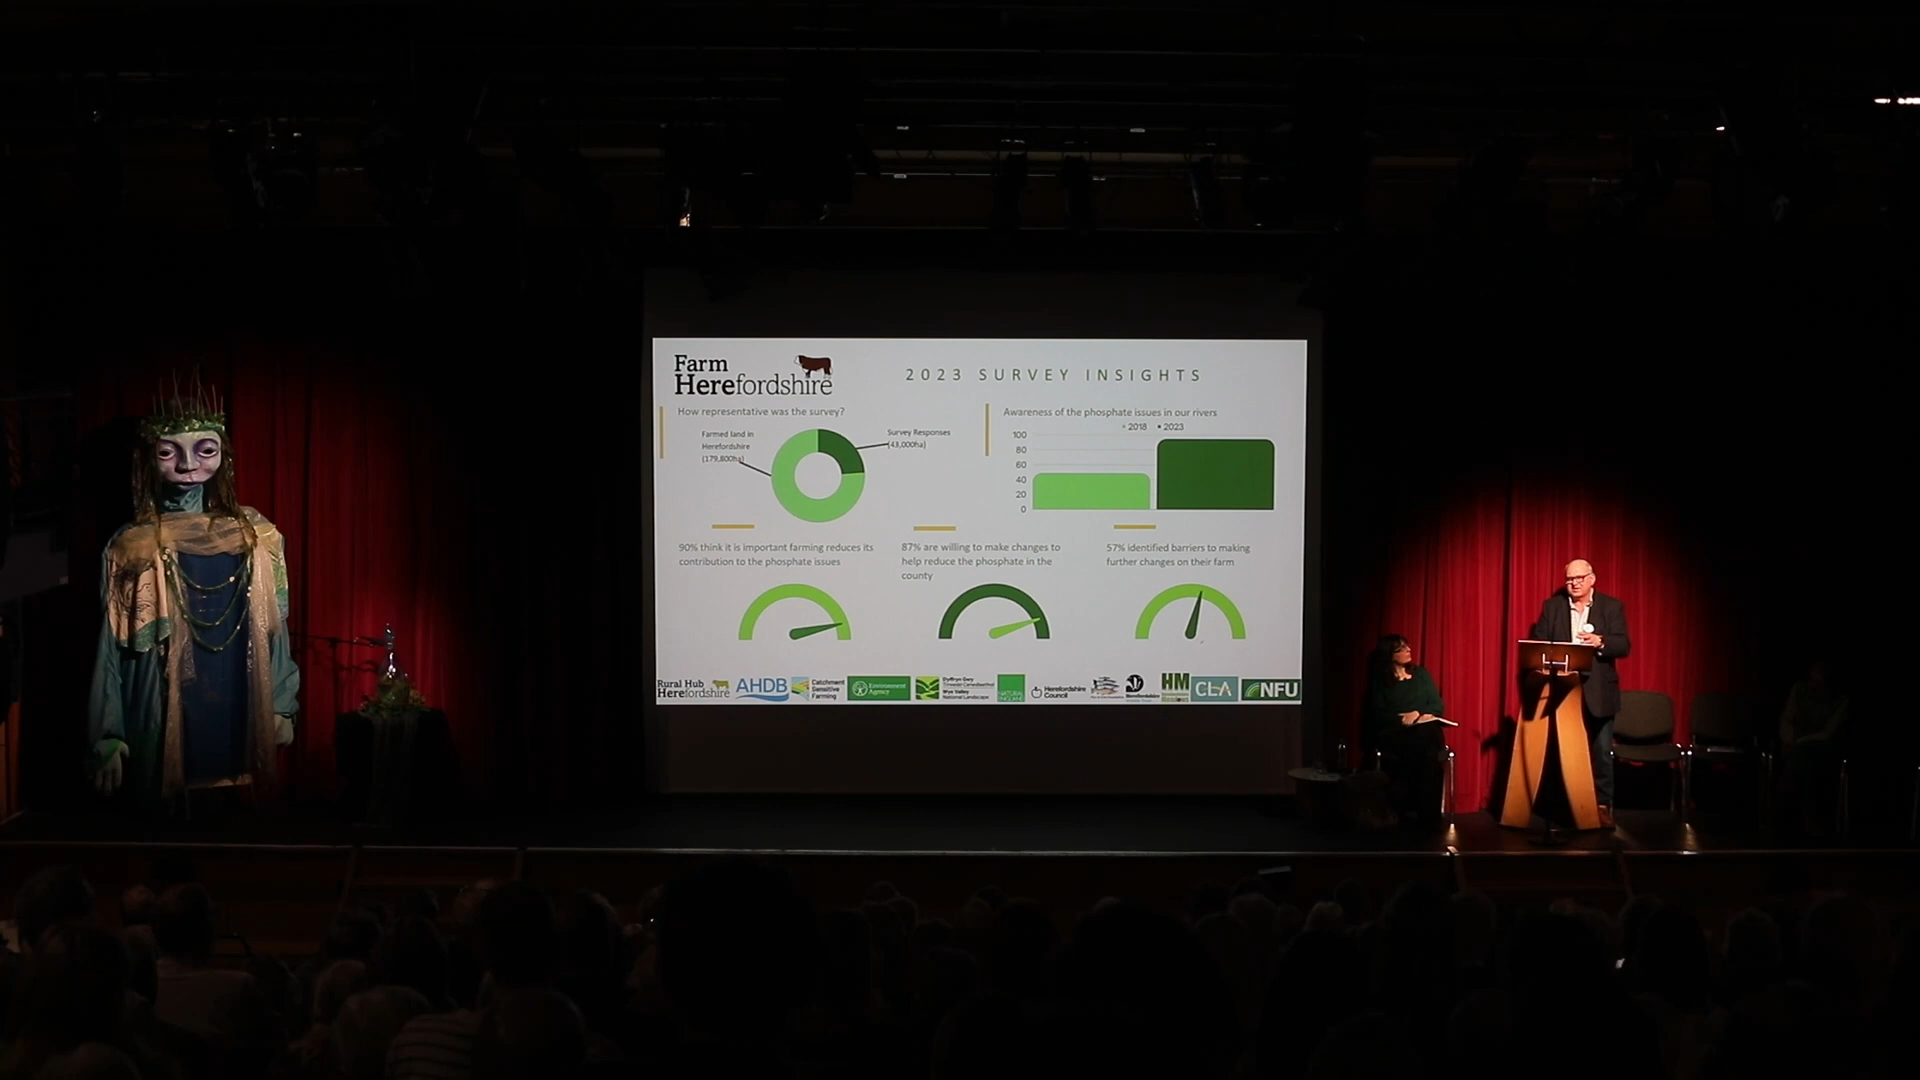 Farm
Herefordshire
2023 SURVEY INSIGHTS
How representative was the survey?
Farmed land in
Herefordshire
(179,800ha)
Survey Responses
(43,000ha)
Awareness of the phosphate issues in our rivers
2018 2023
100
80
60
40
20
0
90% think it is important farming reduces its
contribution to the phosphate issues
87% are willing to make changes to
help reduce the phosphate in the
county
57% identified barriers to making
further changes on their farm
Rural Hub
Herefordshire
AHDB
Catchment
Sensitive
Farming
Environment
Agency
Wye Valley
National Landscape
NATURAL
ENGLAND
Herefordshire
Council
HM
CLA
NFU